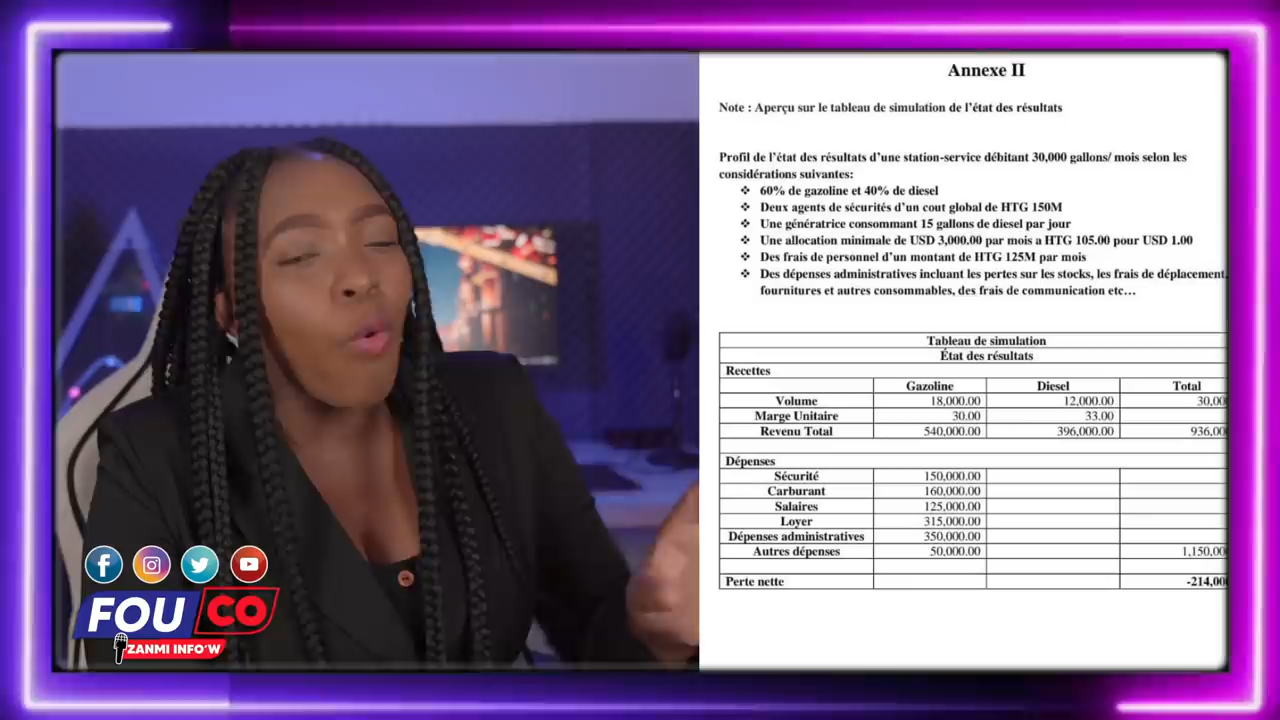 Annexe II
Note : Aperçu sur le tableau de simulation de l'état des résultats
Profil de l'état des résultats d'une station-service débitant 30,000 gallons/ mois selon les
considérations suivantes:
❖ 60% de gazoline et 40% de diesel
❖ Deux agents de sécurités d'un cout global de HTG 150M
❖ Une génératrice consommant 15 gallons de diesel par jour
❖ Une allocation minimale de USD 3,000.00 par mois a HTG 105.00 pour USD 1.00
❖ Des frais de personnel d'un montant de HTG 125M par mois
❖ Des dépenses administratives incluant les pertes sur les stocks, les frais de déplacement,
fournitures et autres consommables, des frais de communication etc…
Tableau de simulation
État des résultats
Recettes
Gazoline Diesel Total
Volume 18,000.00 12,000.00 30,00
Marge Unitaire 30.00 33.00
Revenu Total 540,000.00 396,000.00 936,00
Dépenses
Sécurité 150,000.00
Carburant 160,000.00
Salaires 125,000.00
Loyer 315,000.00
Dépenses administratives 350,000.00
Autres dépenses 50,000.00 1,150,00
Perte nette -214,00
FOU CO
ZANMI INFO'W